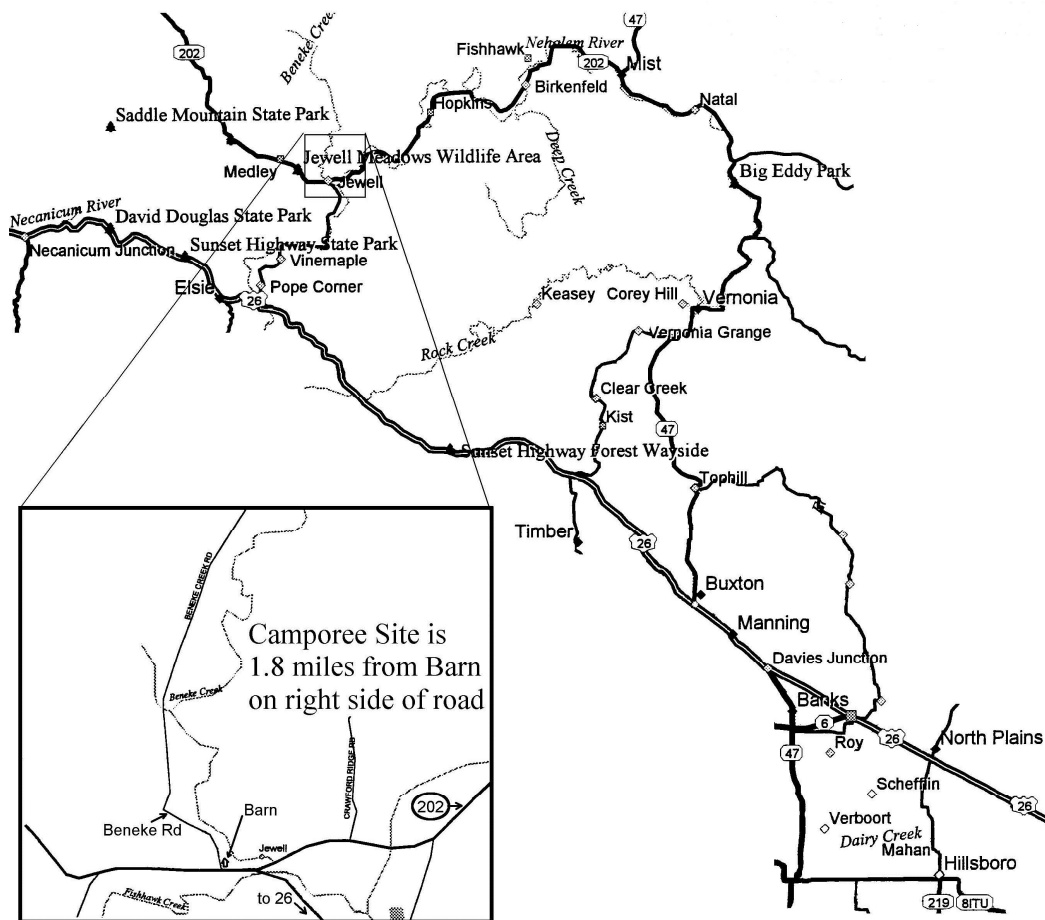 47
Nehalem River
Beneke Creek
202
Fishhawk
202
Mist
Birkenfeld
Natal
Hopkins
Saddle Mountain State Park
Deep Creek
Jewell Meadows Wildlife Area
Medley
Jewell
Big Eddy Park
Necanicum River
David Douglas State Park
Necanicum Junction
Sunset Highway State Park
Vinemaple
Pope Corner
Elsie
26
Keasey
Corey Hill
Vernonia
Vernonia Grange
Rock Creek
Clear Creek
Kist
47
Sunset Highway Forest Wayside
Tophill
Timber
26
Buxton
Manning
Davies Junction
Banks
6
26
North Plains
Roy
47
Schefflin
26
Verboort
Dairy Creek
Mahan
Hillsboro
219
8ITU
BENEKE CREEK RD
Camporee Site is
1.8 miles from Barn
on right side of road
Beneke Creek
CRAWFORD RIDGE RD
202
Barn
Beneke Rd
Jewell
Fishhawk Creek
to 26